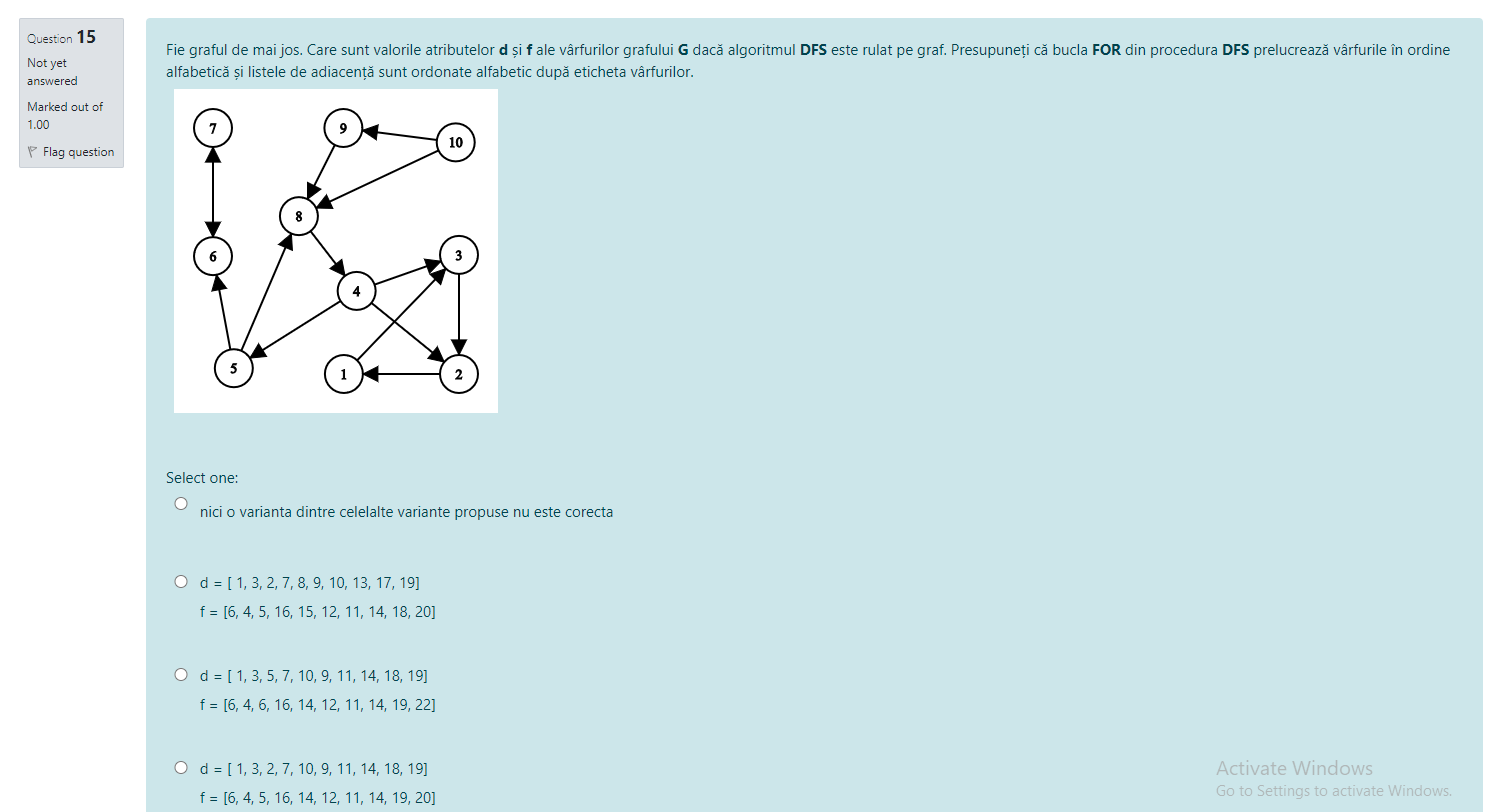 Question 15
Not yet
answered
Marked out of
1.00
Flag question
Fie graful de mai jos. Care sunt valorile atributelor d și f ale vârfurilor grafului G dacă algoritmul DFS este rulat pe graf. Presupuneți că bucla FOR din procedura DFS prelucrează vârfurile în ordine
alfabetică și listele de adiacență sunt ordonate alfabetic după eticheta vârfurilor.
7
9
10
8
6
3
4
5
1
2
Select one:
nici o varianta dintre celelalte variante propuse nu este corecta
d = [ 1, 3, 2, 7, 8, 9, 10, 13, 17, 19]
f = [6, 4, 5, 16, 15, 12, 11, 14, 18, 20]
d = [ 1, 3, 5, 7, 10, 9, 11, 14, 18, 19]
f = [6, 4, 6, 16, 14, 12, 11, 14, 19, 22]
d = [ 1, 3, 2, 7, 10, 9, 11, 14, 18, 19]
f = [6, 4, 5, 16, 14, 12, 11, 14, 19, 20]
Activate Windows
Go to Settings to activate Windows.